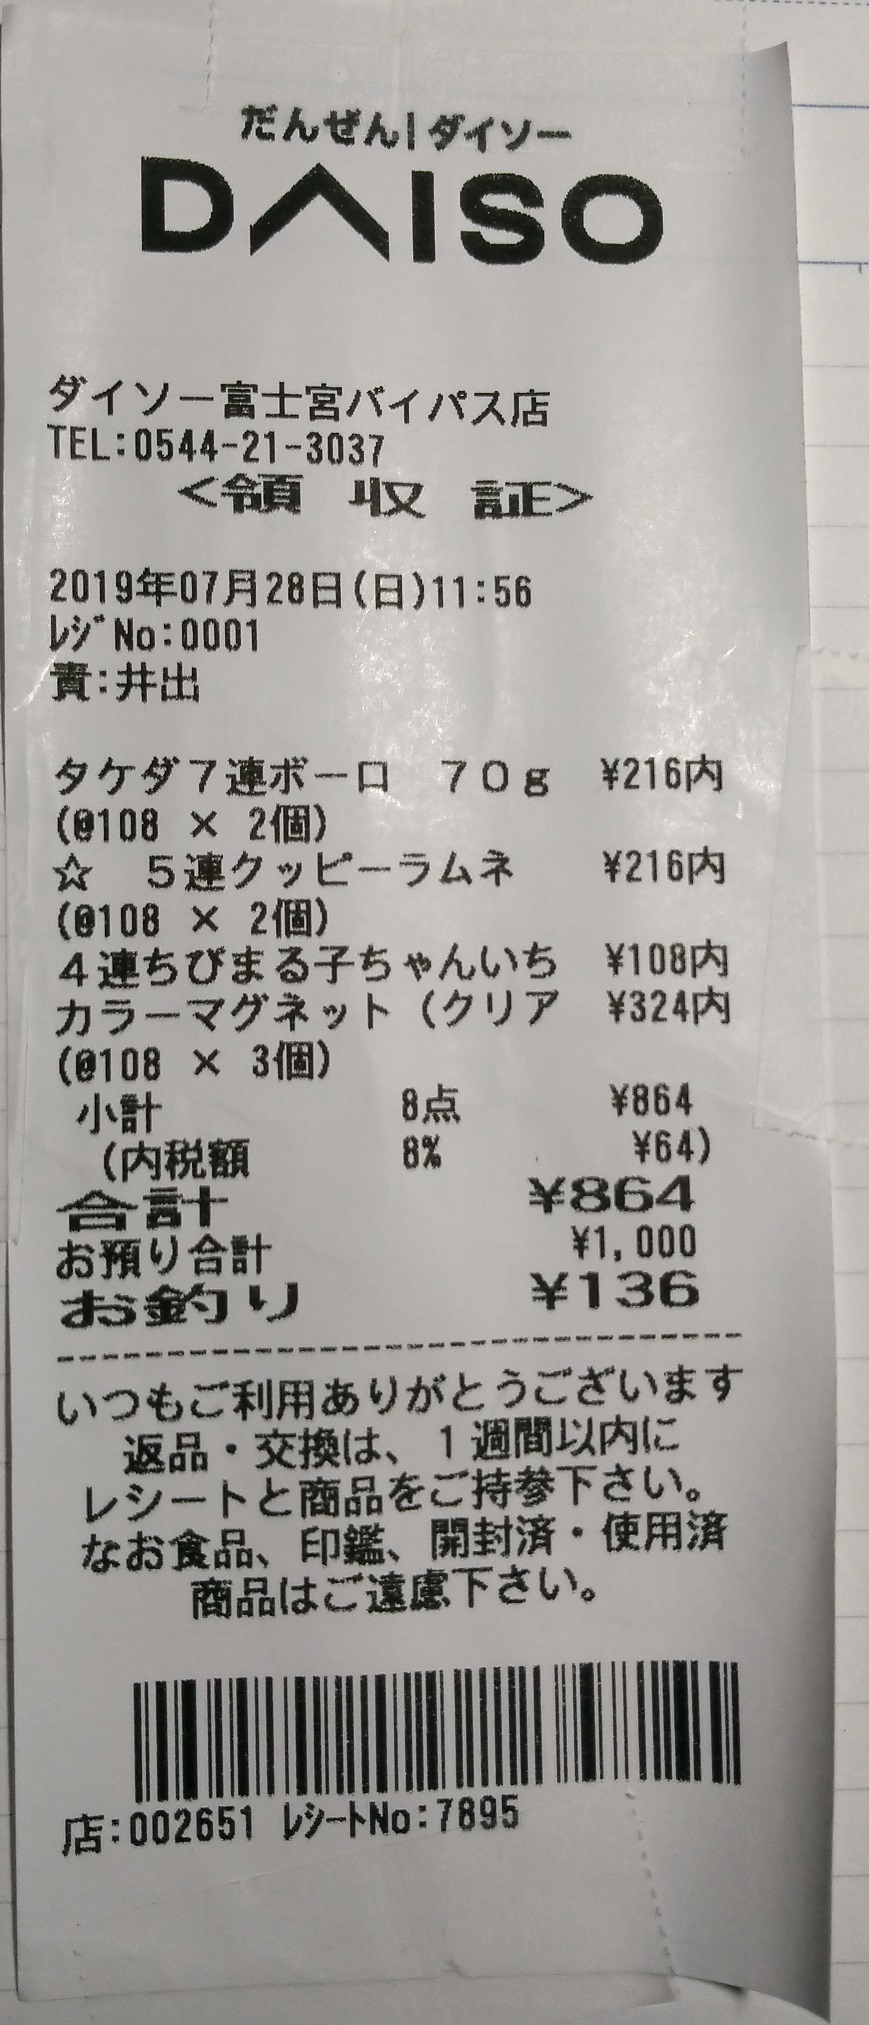 だんぜん！ダイソー
DAISO
ダイソー富士宮バイパス店
TEL:0544-21-3037
<領 収 証>
2019年07月28日(日)11:56
ﾚｼﾞNo:0001
責:井出
タケダ７連ボーロ　７０ｇ ¥216内
(@108 × 2個)
☆　５連クッピーラムネ ¥216内
(@108 × 2個)
４連ちびまる子ちゃんいち ¥108内
カラーマグネット（クリア ¥324内
(@108 × 3個)
小計 8点 ¥864
(内税額 8% ¥64)
合計 ¥864
お預り合計 ¥1,000
お釣り ¥136
--------------------------------
いつもご利用ありがとうございます
返品・交換は、１週間以内に
レシートと商品をご持参下さい。
なお食品、印鑑、開封済・使用済
商品はご遠慮下さい。
店:002651 ﾚｼｰﾄNo:7895